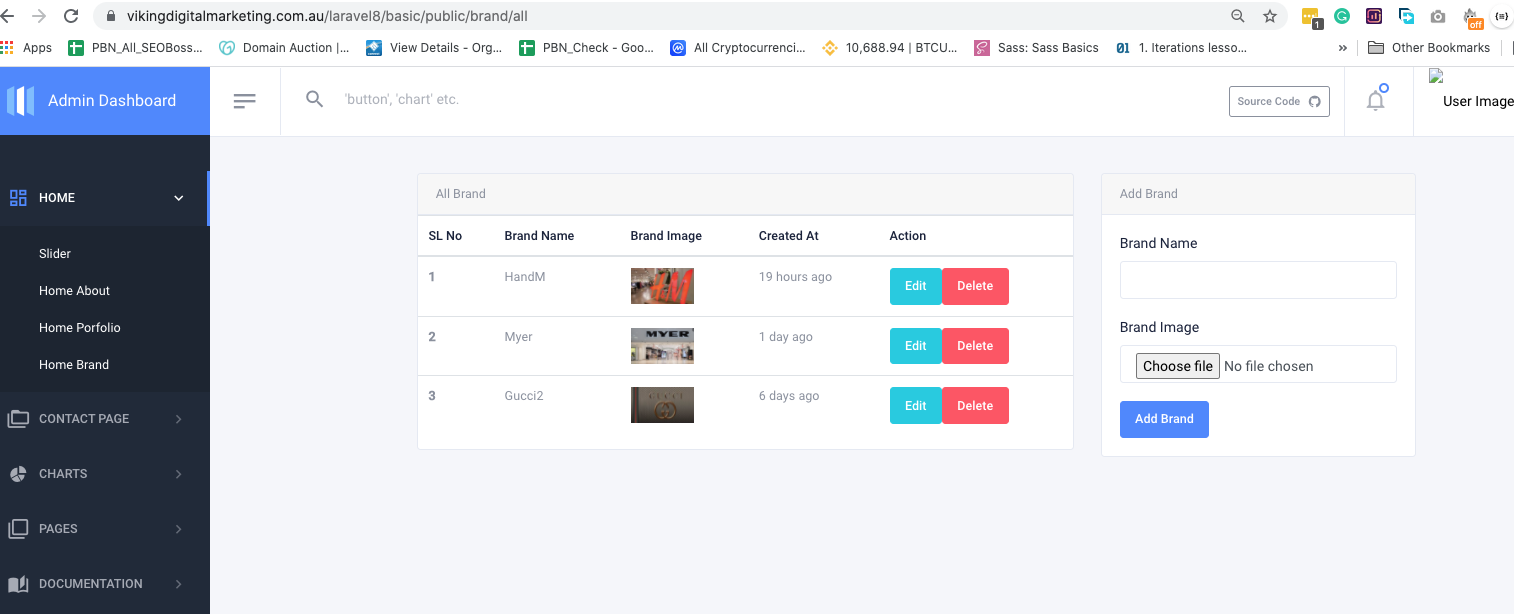 vikingdigitalmarketing.com.au/laravel8/basic/public/brand/all
1
off
Apps
PBN_All_SEOBoss...
Domain Auction |...
View Details - Org...
PBN_Check - Goo...
All Cryptocurrenci...
10,688.94 | BTCU...
Sass: Sass Basics
01
1. Iterations lesso...
»
Other Bookmarks
Admin Dashboard
'button', 'chart' etc.
Source Code
User Image
HOME
Slider
Home About
Home Porfolio
Home Brand
CONTACT PAGE
CHARTS
PAGES
DOCUMENTATION
All Brand
SL No Brand Name Brand Image Created At Action
1 HandM 19 hours ago Edit Delete
2 Myer MYER 1 day ago Edit Delete
3 Gucci2 6 days ago Edit Delete
Add Brand
Brand Name
Brand Image
Choose file No file chosen
Add Brand